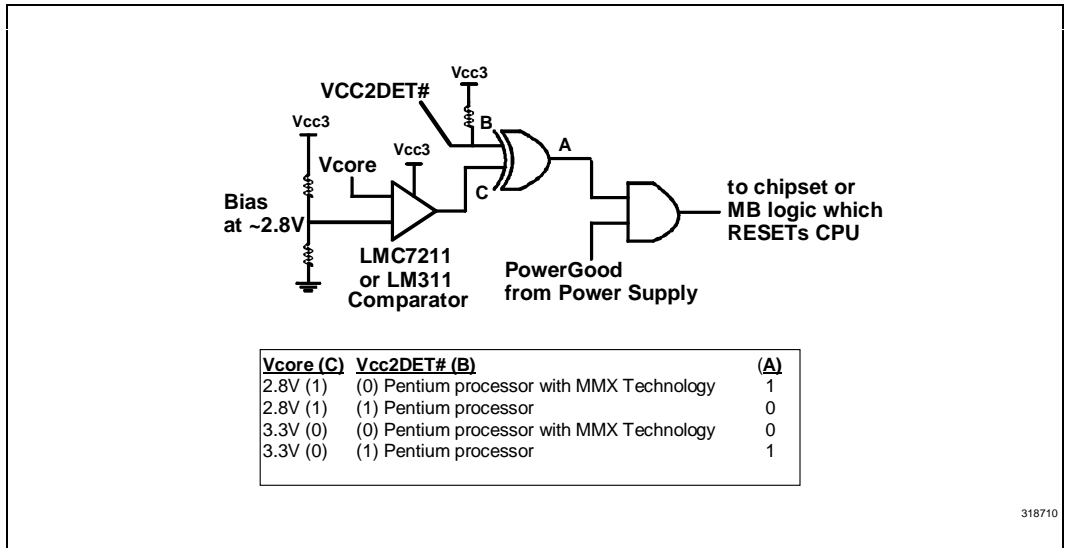 Vcc3
VCC2DET#
Vcc3
B
A
Vcore
Vcc3
C
Bias
at ~2.8V
to chipset or
MB logic which
RESETs CPU
LMC7211
or LM311
Comparator
PowerGood
from Power Supply
Vcore (C) Vcc2DET# (B) (A)
2.8V (1) (0) Pentium processor with MMX Technology 1
2.8V (1) (1) Pentium processor 0
3.3V (0) (0) Pentium processor with MMX Technology 0
3.3V (0) (1) Pentium processor 1
318710